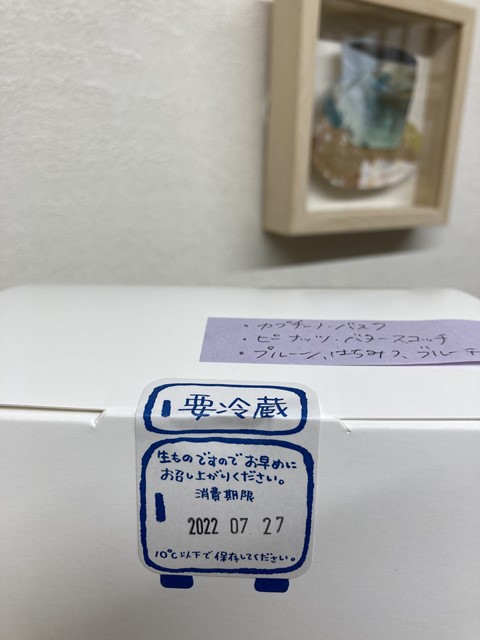 ・カプチーノ・バスク
・ピーナッツ・バタースコッチ
・プルーン、はちみつ、ブルーチ
要冷蔵
生ものですのでお早めに
お召し上がりください。
消費期限
2022 07 27
10℃以下で保存してください。